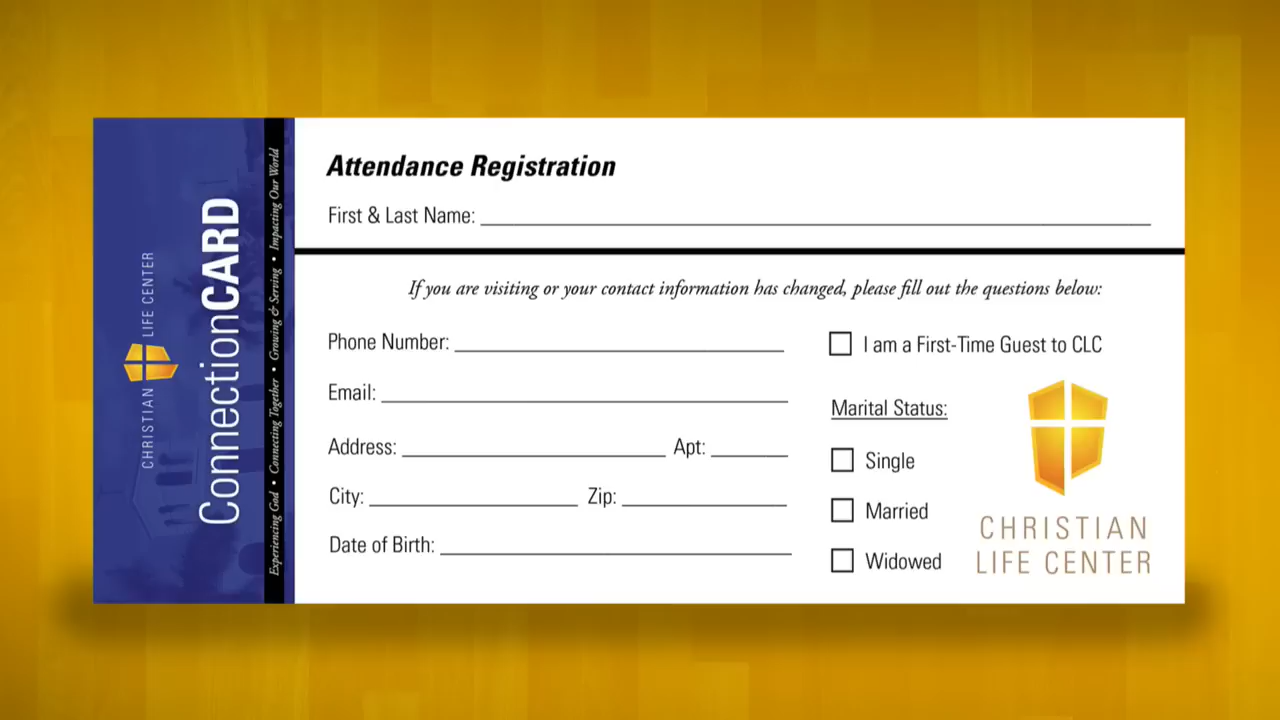 CHRISTIAN LIFE CENTER
ConnectionCARD
Experiencing God • Connecting Together • Growing & Serving • Impacting Our World
Attendance Registration
First & Last Name:
If you are visiting or your contact information has changed, please fill out the questions below:
Phone Number:
Email:
Address: Apt:
City: Zip:
Date of Birth:
I am a First-Time Guest to CLC
Marital Status:
Single
Married
Widowed
CHRISTIAN
LIFE CENTER